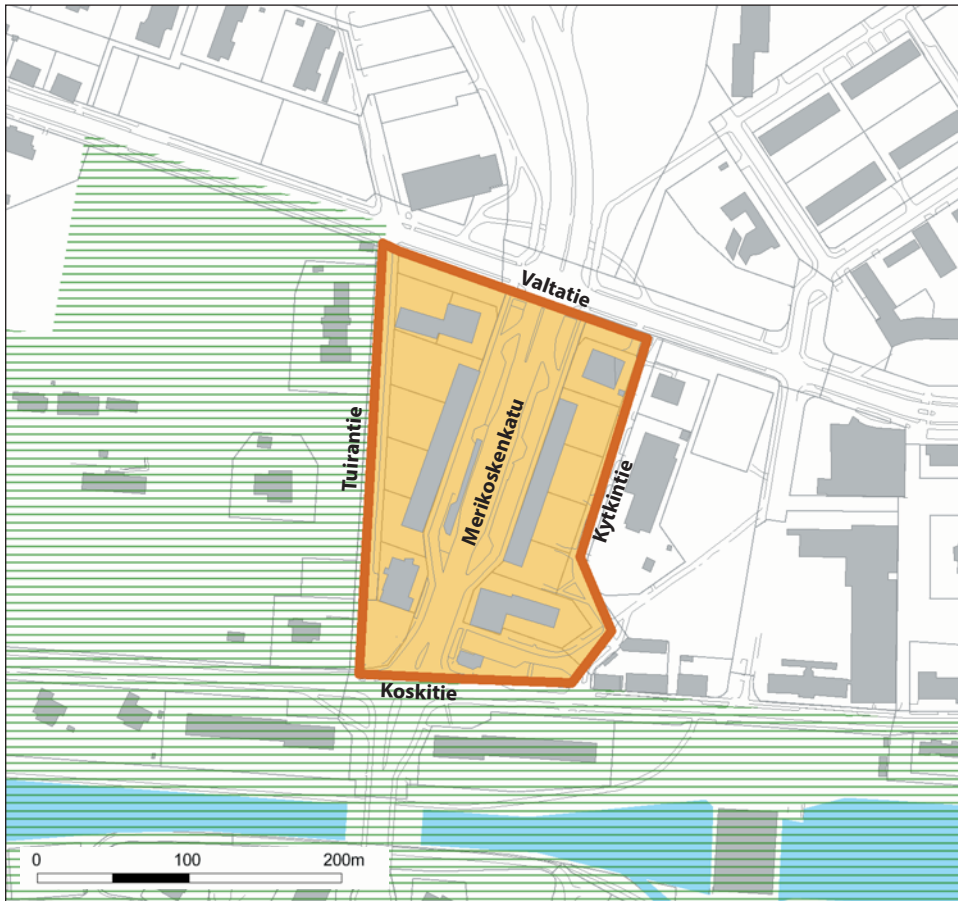 Valtatie
Merikoskenkatu
Tuirantie
Kytkintie
Koskitie
0 100 200m